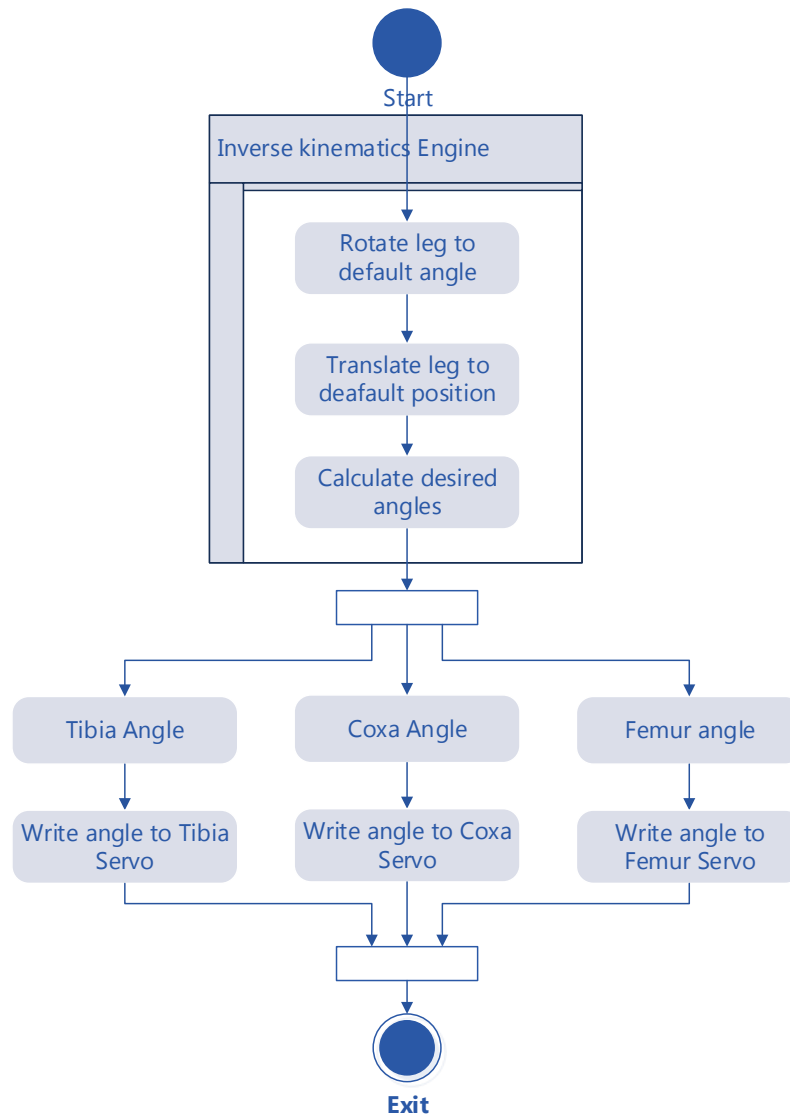 Start
Inverse kinematics Engine
Rotate leg to
default angle
Translate leg to
deafault position
Calculate desired
angles
Tibia Angle
Coxa Angle
Femur angle
Write angle to Tibia
Servo
Write angle to Coxa
Servo
Write angle to
Femur Servo
Exit